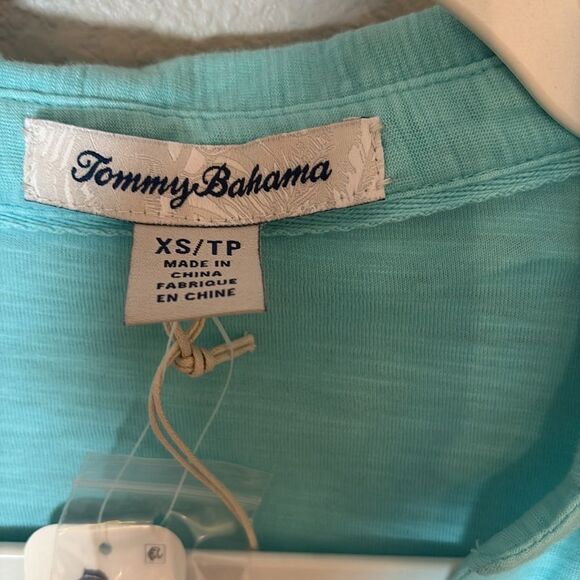 Tommy Bahama
XS/TP
MADE IN
CHINA
FABRIQUE
EN CHINE